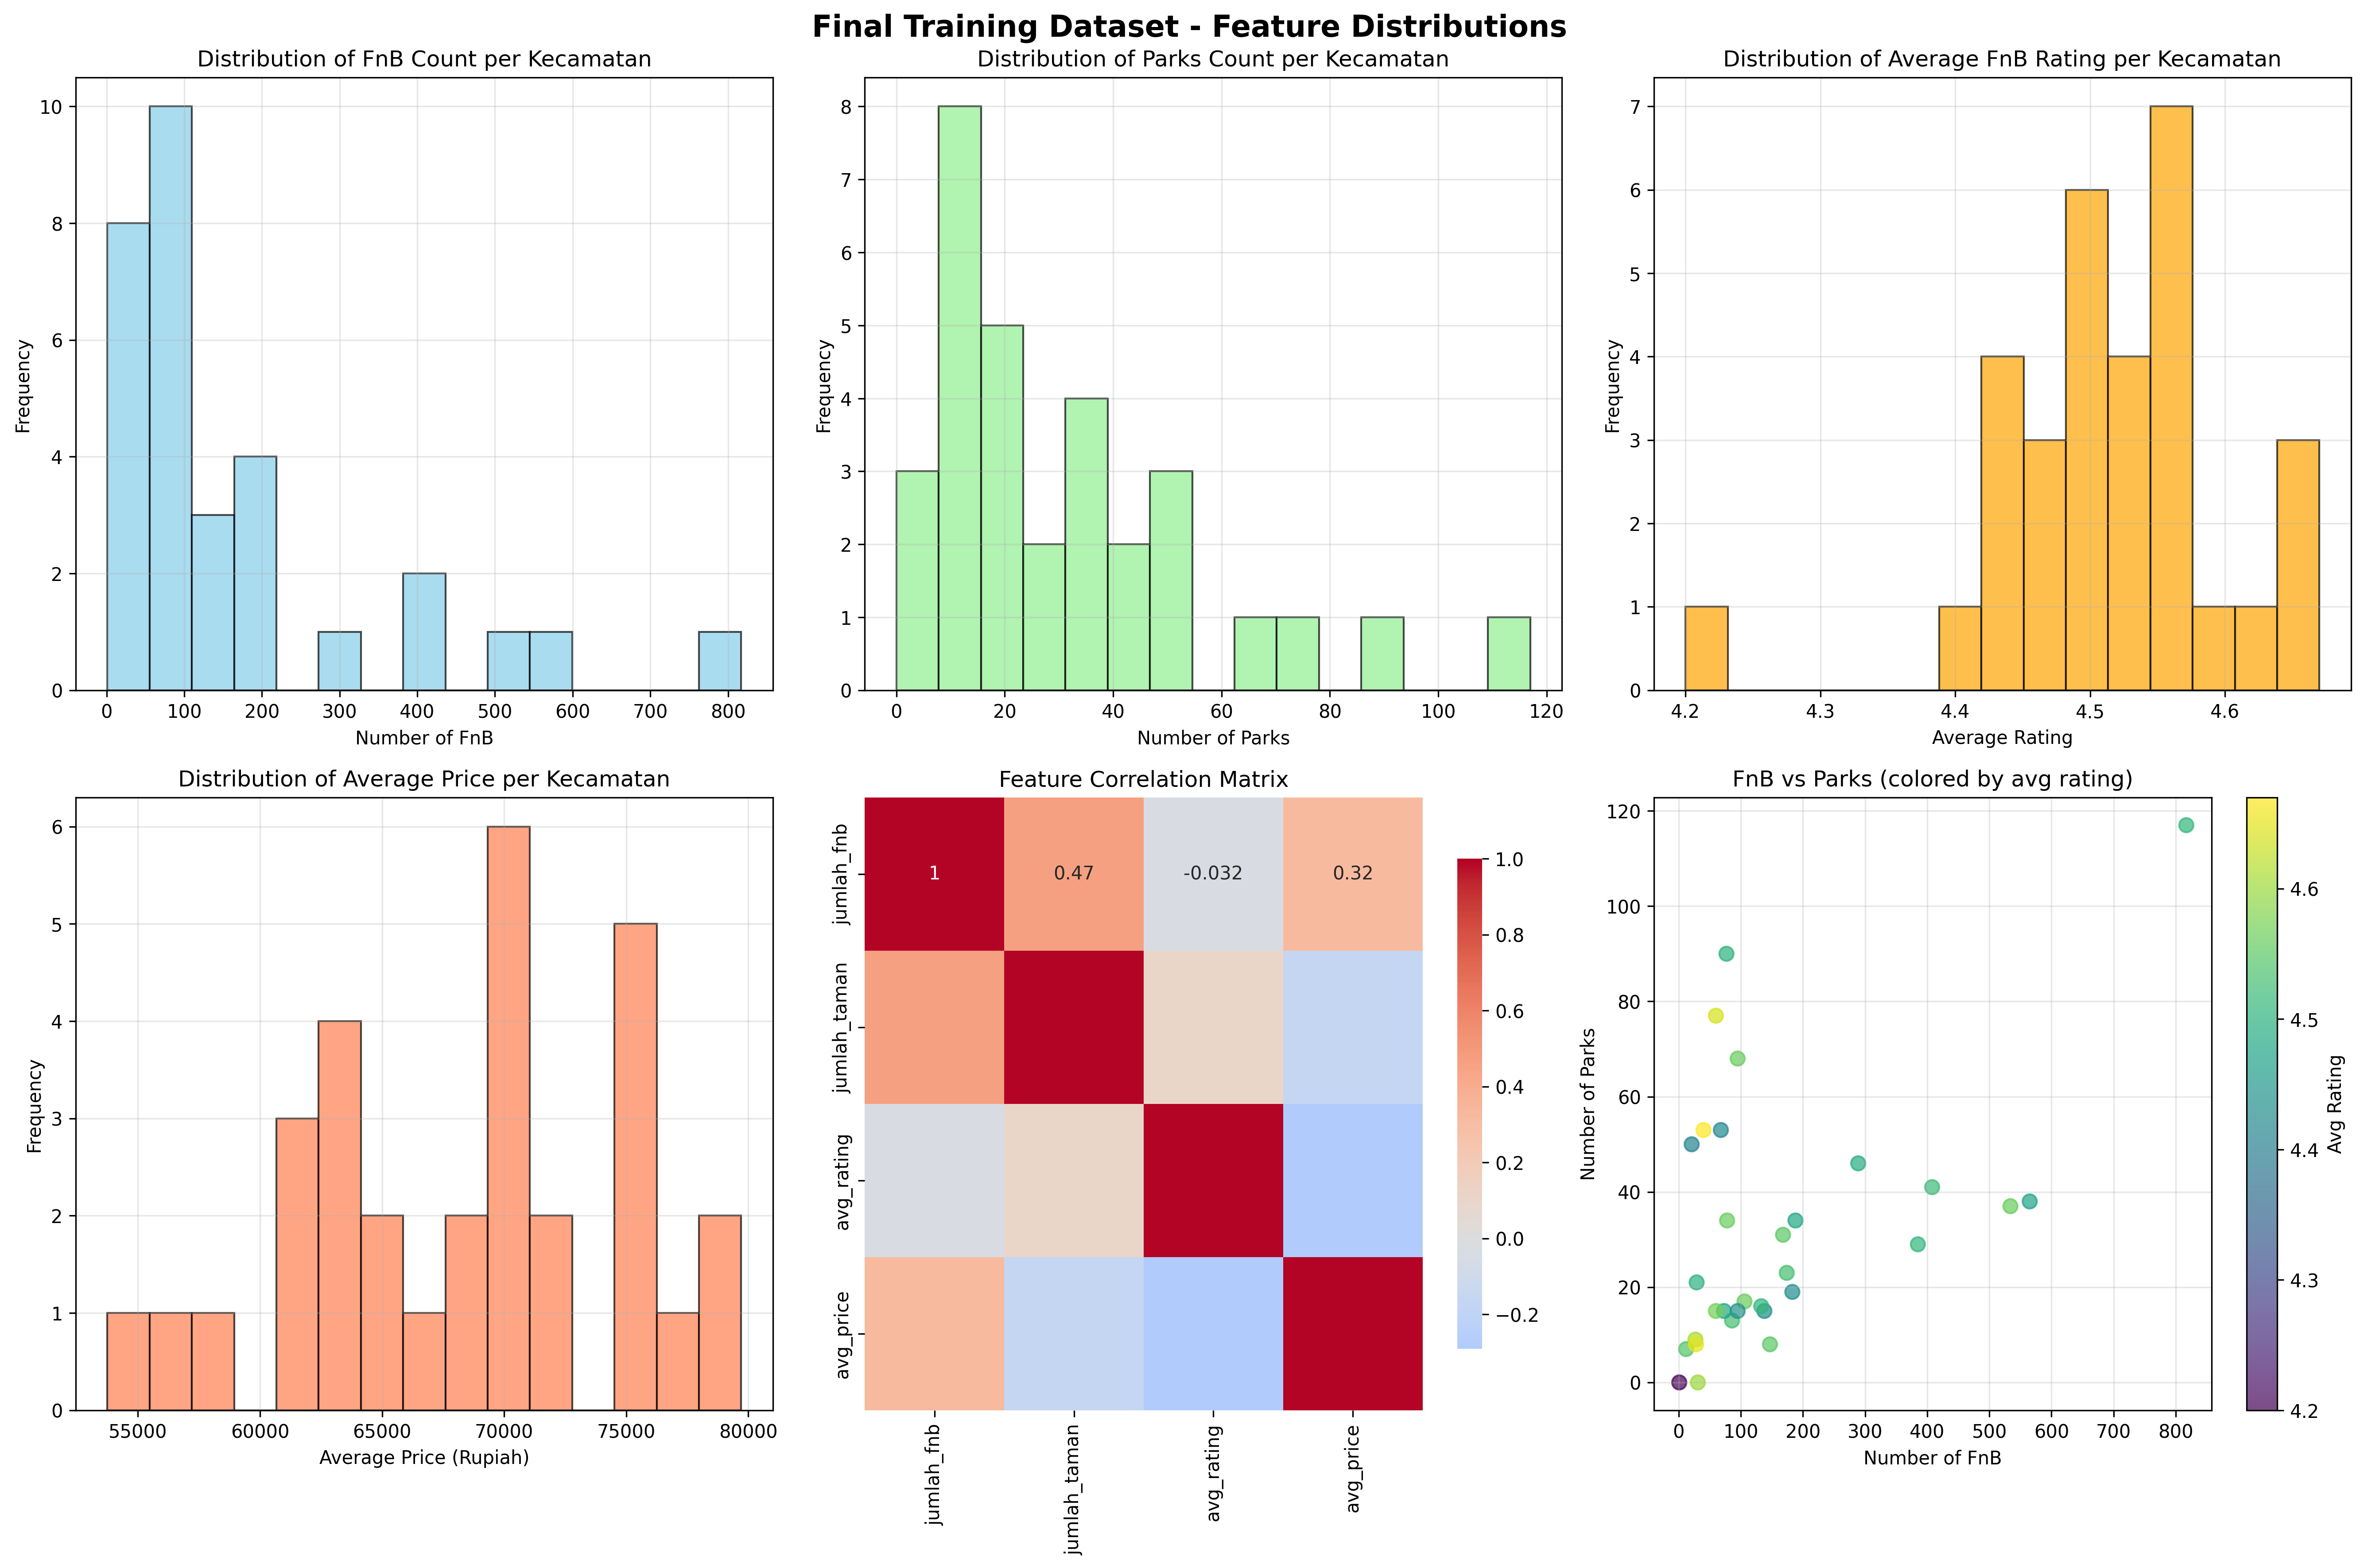 Final Training Dataset - Feature Distributions
Distribution of FnB Count per Kecamatan
10
8
6
4
2
0
Frequency
0 100 200 300 400 500 600 700 800
Number of FnB
Distribution of Parks Count per Kecamatan
8
7
6
5
4
3
2
1
0
Frequency
0 20 40 60 80 100 120
Number of Parks
Distribution of Average FnB Rating per Kecamatan
7
6
5
4
3
2
1
0
Frequency
4.2 4.3 4.4 4.5 4.6
Average Rating
Distribution of Average Price per Kecamatan
6
5
4
3
2
1
0
Frequency
55000 60000 65000 70000 75000 80000
Average Price (Rupiah)
Feature Correlation Matrix
jumlah_fnb
jumlah_taman
avg_rating
avg_price
1 0.47 -0.032 0.32
jumlah_fnb
jumlah_taman
avg_rating
avg_price
1.0
0.8
0.6
0.4
0.2
0.0
−0.2
FnB vs Parks (colored by avg rating)
120
100
80
60
40
20
0
Number of Parks
0 100 200 300 400 500 600 700 800
Number of FnB
4.6
4.5
4.4
4.3
4.2
Avg Rating